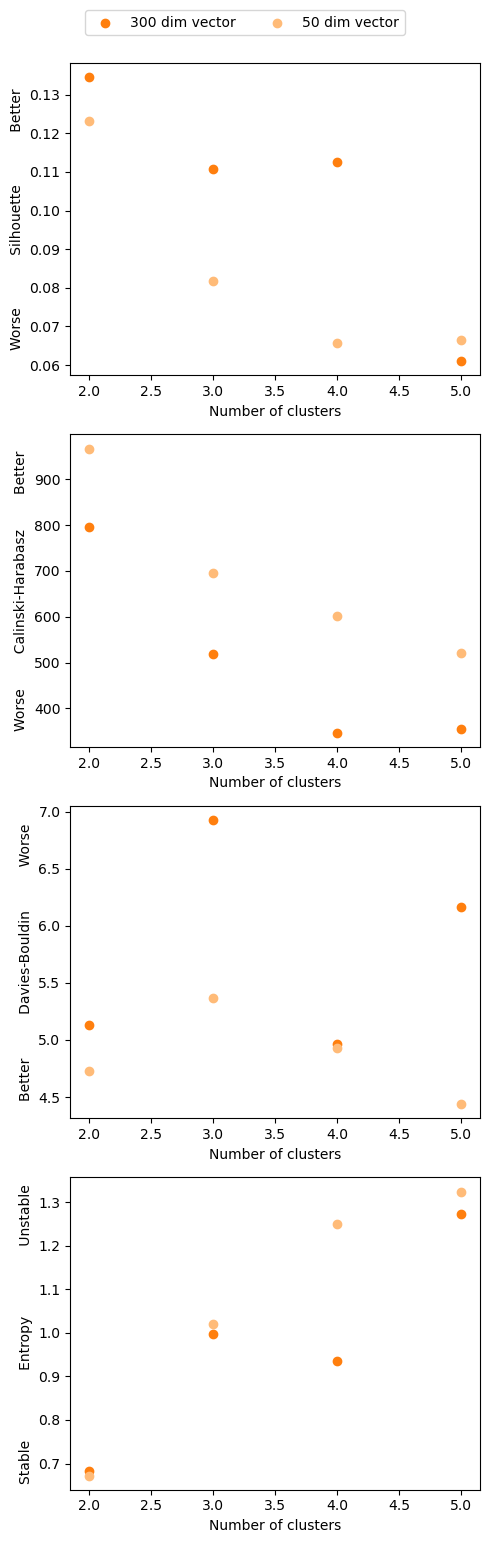 300 dim vector 50 dim vector
Worse Silhouette Better
0.13
0.12
0.11
0.10
0.09
0.08
0.07
0.06
2.0 2.5 3.0 3.5 4.0 4.5 5.0
Number of clusters
Worse Calinski-Harabasz Better
900
800
700
600
500
400
2.0 2.5 3.0 3.5 4.0 4.5 5.0
Number of clusters
Better Davies-Bouldin Worse
7.0
6.5
6.0
5.5
5.0
4.5
2.0 2.5 3.0 3.5 4.0 4.5 5.0
Number of clusters
Stable Entropy Unstable
1.3
1.2
1.1
1.0
0.9
0.8
0.7
2.0 2.5 3.0 3.5 4.0 4.5 5.0
Number of clusters